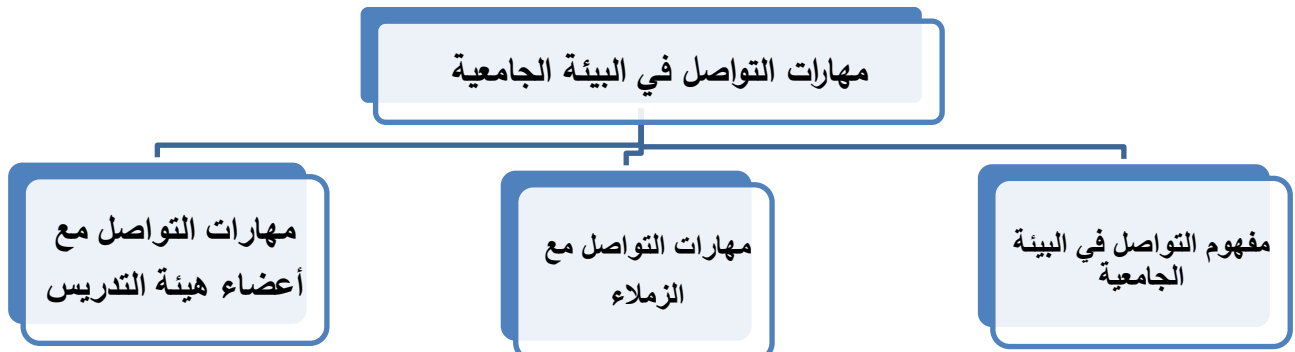 مهارات التواصل في البيئة الجامعية
مفهوم التواصل في البيئة
الجامعية
مهارات التواصل مع
الزملاء
مهارات التواصل مع
أعضاء هيئة التدريس